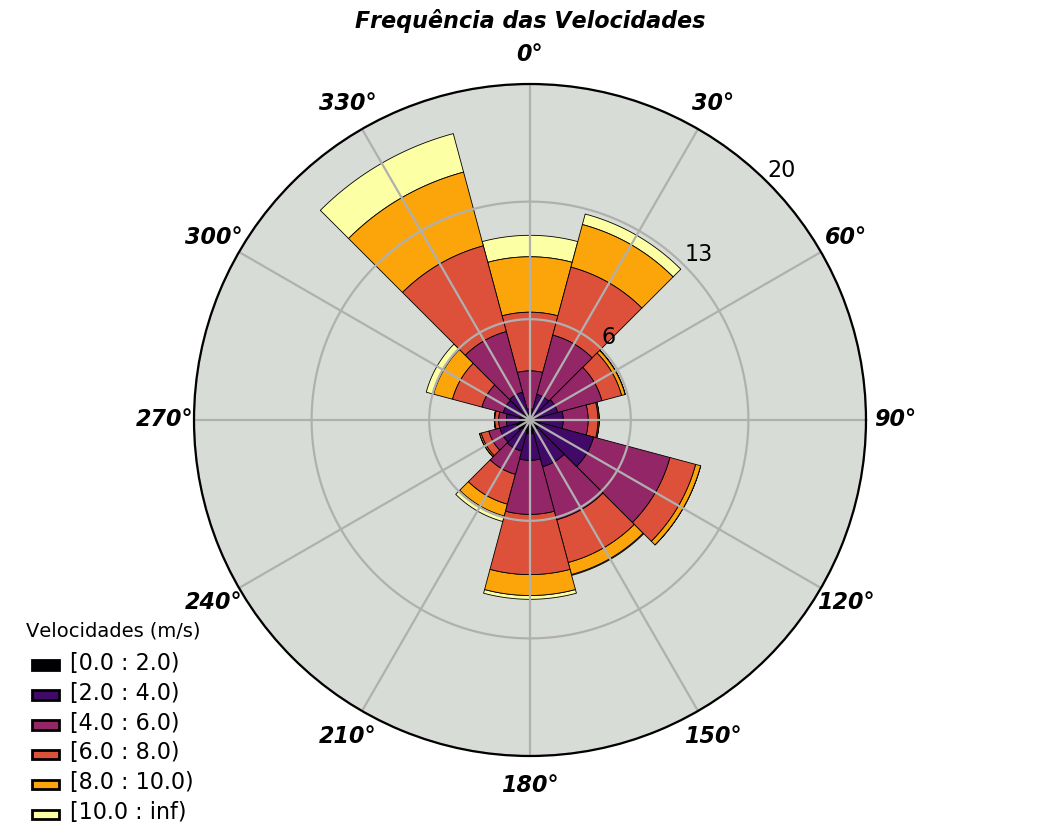 Frequência das Velocidades
0°
330°
30°
20
300°
60°
13
6
270°
90°
240°
120°
210°
150°
180°
Velocidades (m/s)
[0.0 : 2.0)
[2.0 : 4.0)
[4.0 : 6.0)
[6.0 : 8.0)
[8.0 : 10.0)
[10.0 : inf)